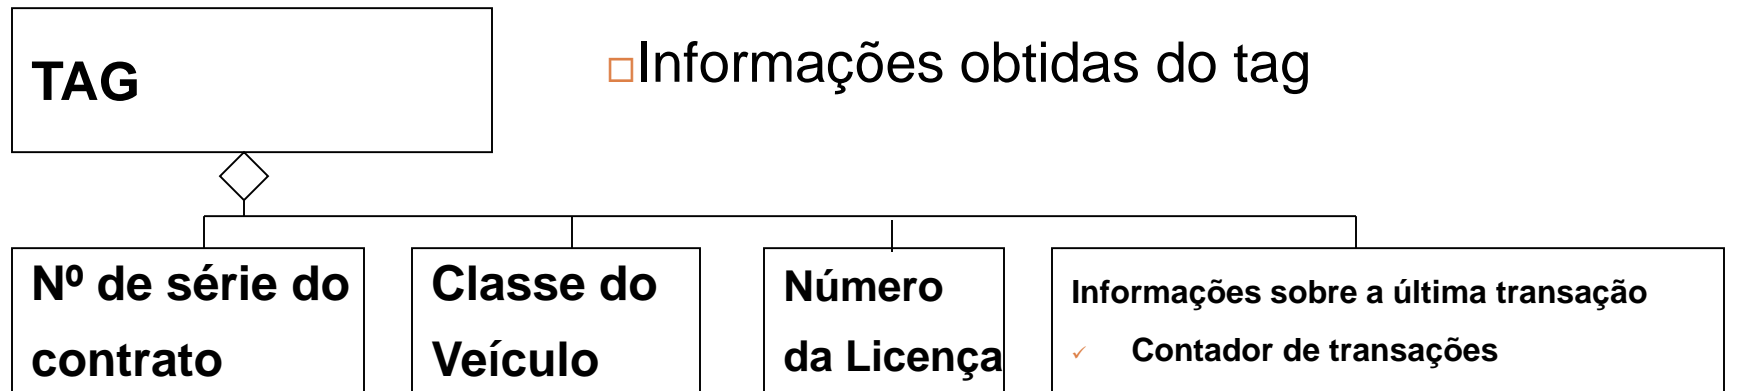 TAG
Informações obtidas do tag
Nº de série do
contrato
Classe do
Veículo
Número
da Licença
Informações sobre a última transação
✓ Contador de transações